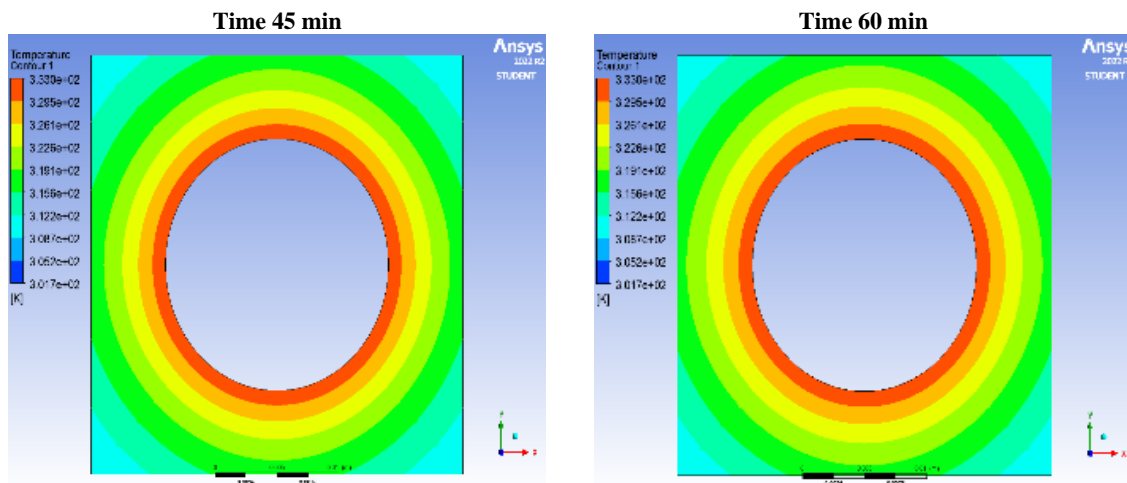 Time 45 min
Time 60 min
Temperature
Contour 1
3.330e+02
3.295e+02
3.261e+02
3.226e+02
3.191e+02
3.156e+02
3.122e+02
3.087e+02
3.052e+02
3.017e+02
[K]
Ansys
2022 R2
STUDENT
Y
X
Temperature
Contour 1
3.330e+02
3.295e+02
3.261e+02
3.226e+02
3.191e+02
3.156e+02
3.122e+02
3.087e+02
3.052e+02
3.017e+02
[K]
Ansys
2022 R2
STUDENT
Y
X